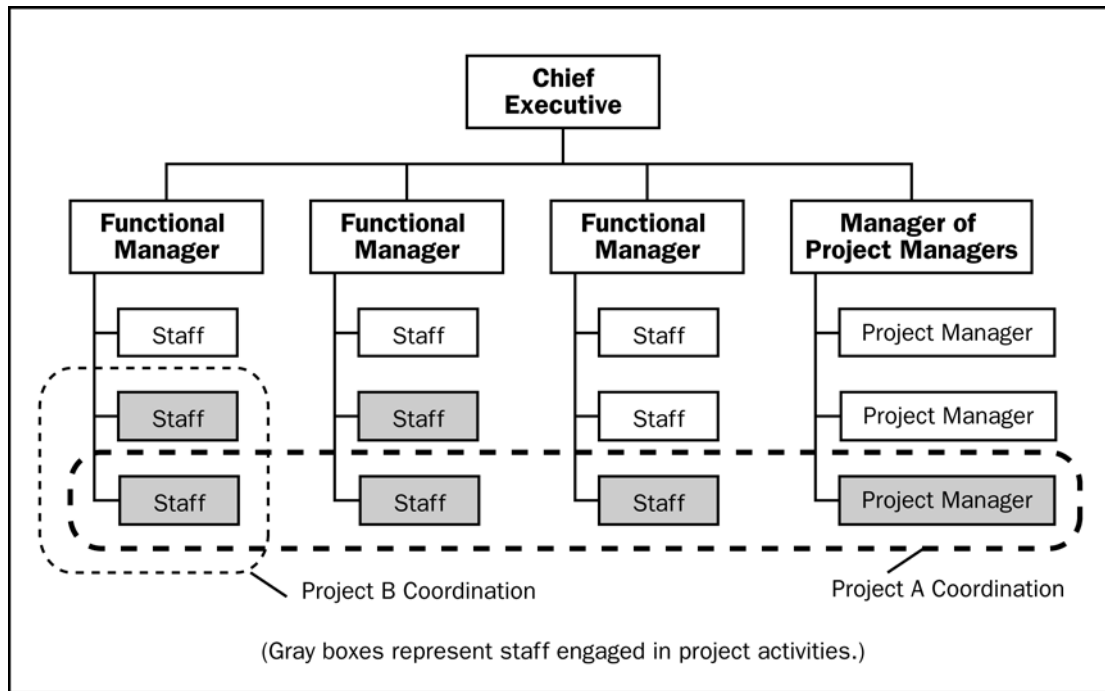 Chief
Executive
Functional
Manager
Functional
Manager
Functional
Manager
Manager of
Project Managers
Staff
Staff
Staff
Project Manager
Staff
Staff
Staff
Project Manager
Staff
Staff
Staff
Project Manager
Project B Coordination
Project A Coordination
(Gray boxes represent staff engaged in project activities.)